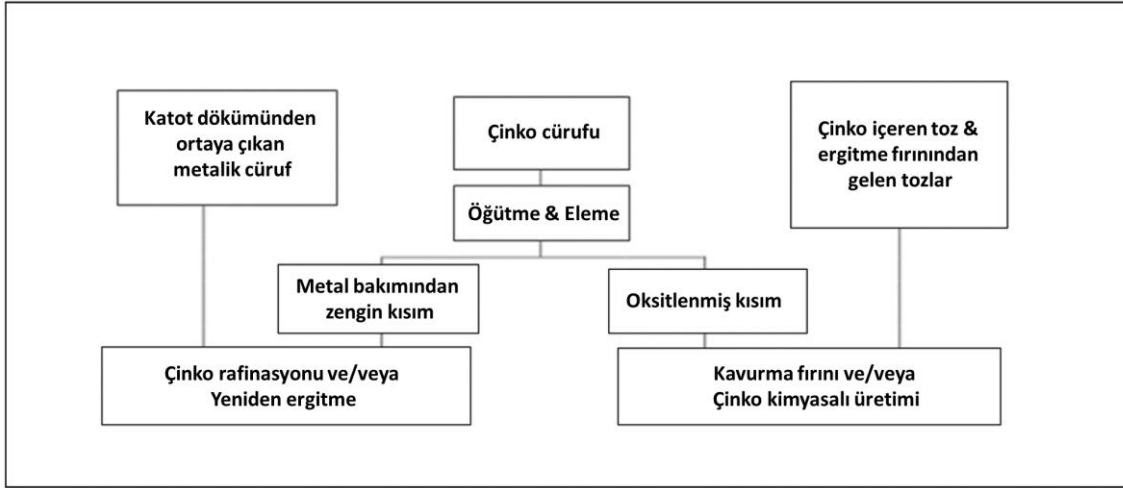 Katot dökümünden
ortaya çıkan
metalik cüruf
Çinko cürufu
Çinko içeren toz &
ergitme fırınından
gelen tozlar
Öğütme & Eleme
Metal bakımından
zengin kısım
Oksitlenmiş kısım
Çinko rafinasyonu ve/veya
Yeniden ergitme
Kavurma fırını ve/veya
Çinko kimyasalı üretimi